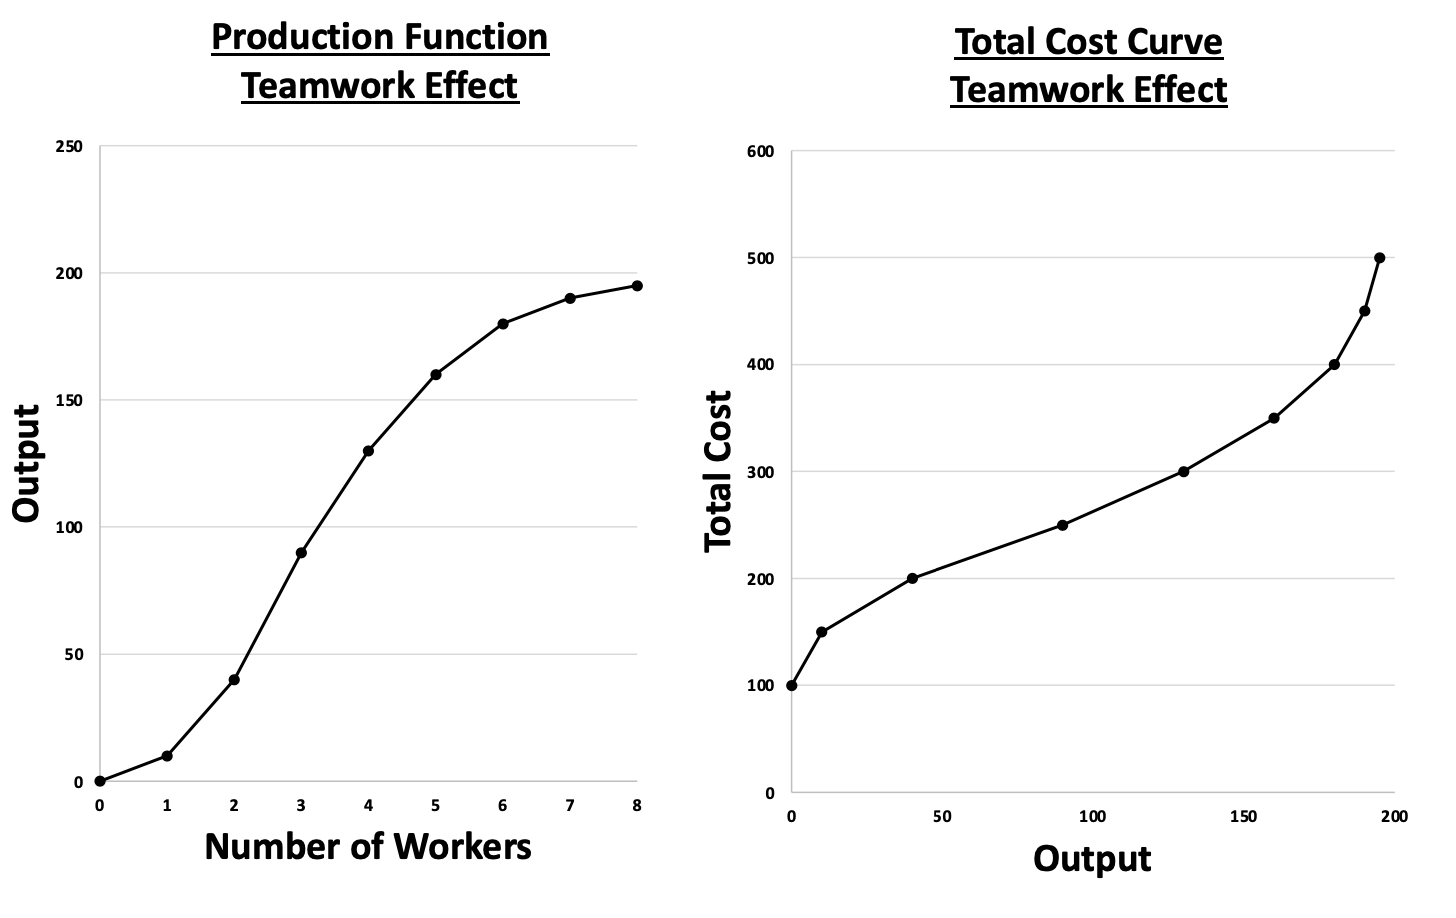 Production Function
Teamwork Effect
250
200
150
100
50
0
0 1 2 3 4 5 6 7 8
Output
Number of Workers
Total Cost Curve
Teamwork Effect
600
500
400
300
200
100
0
0 50 100 150 200
Total Cost
Output